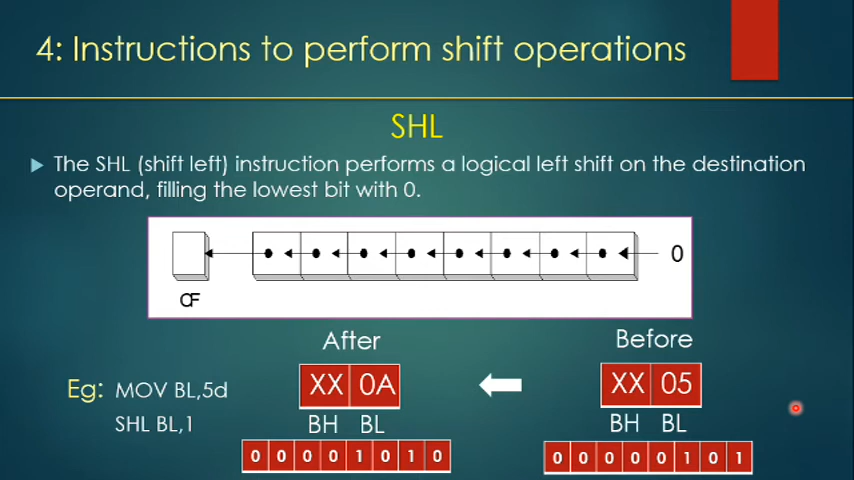 4: Instructions to perform shift operations
SHL
The SHL (shift left) instruction performs a logical left shift on the destination
operand, filling the lowest bit with 0.
0
CF
After
Before
Eg: MOV BL,5d
SHL BL,1
XX 0A
BH BL
0 0 0 0 1 0 1 0
XX 05
BH BL
0 0 0 0 0 1 0 1